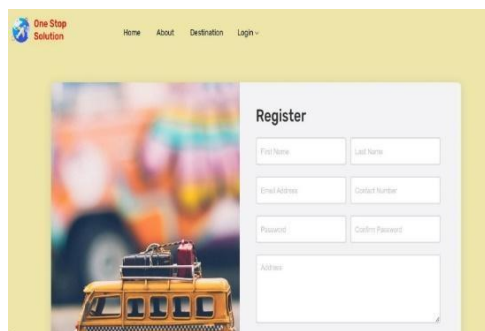 One Stop
Solution
Home About Destination Login
Register
First Name Last Name
Email Address Contact Number
Password Confirm Password
Address